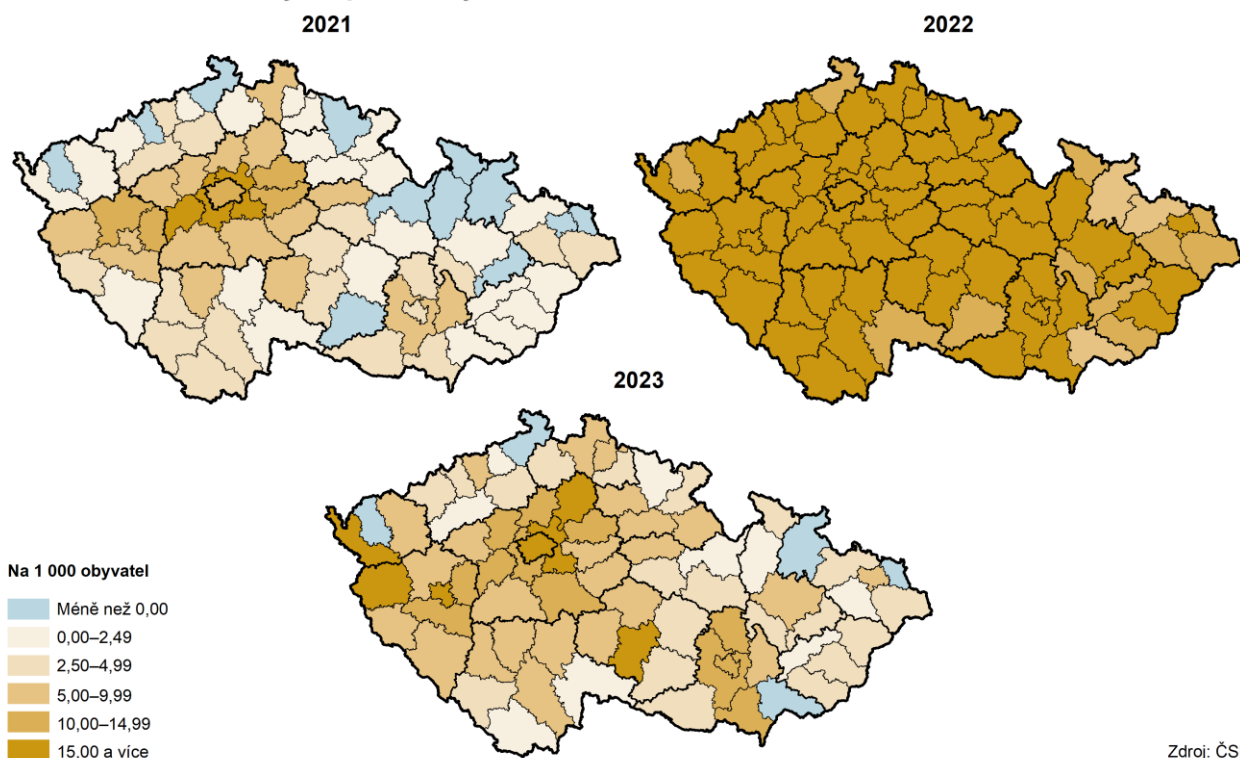 2021
2022
2023
Na 1 000 obyvatel
Méně než 0,00
0,00–2,49
2,50–4,99
5,00–9,99
10,00–14,99
15,00 a více
Zdroj: ČS